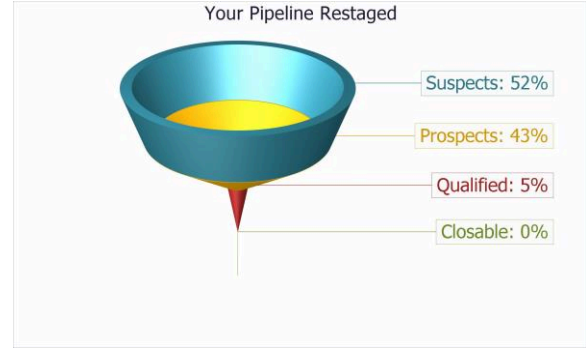 Your Pipeline Restaged
Suspects: 52%
Prospects: 43%
Qualified: 5%
Closable: 0%